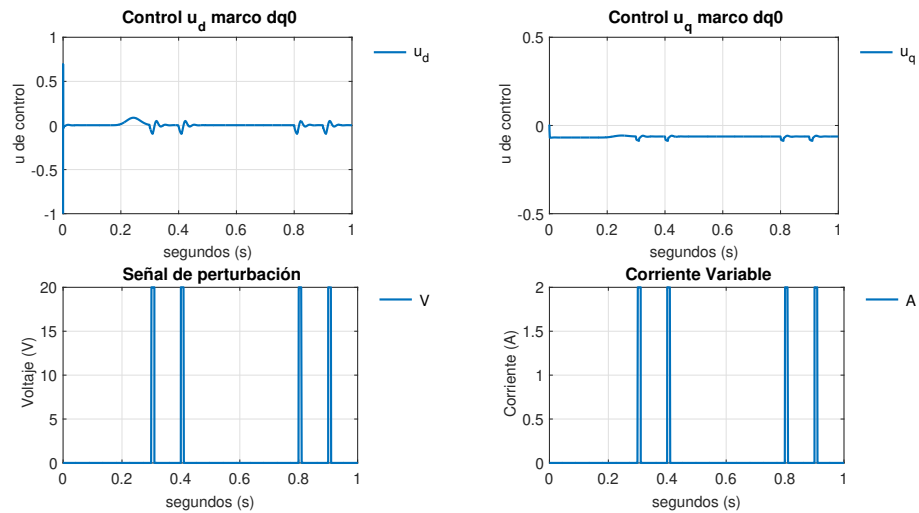 Control u_d marco dq0
1
0.5
0
-0.5
-1
u de control
0
0.2
0.4
0.6
0.8
1
segundos (s)
u_d
Control u_q marco dq0
0.5
0
-0.5
u de control
0
0.2
0.4
0.6
0.8
1
segundos (s)
u_q
Señal de perturbación
20
15
10
5
0
Voltaje (V)
0
0.2
0.4
0.6
0.8
1
segundos (s)
V
Corriente Variable
2
1.5
1
0.5
0
Corriente (A)
0
0.2
0.4
0.6
0.8
1
segundos (s)
A